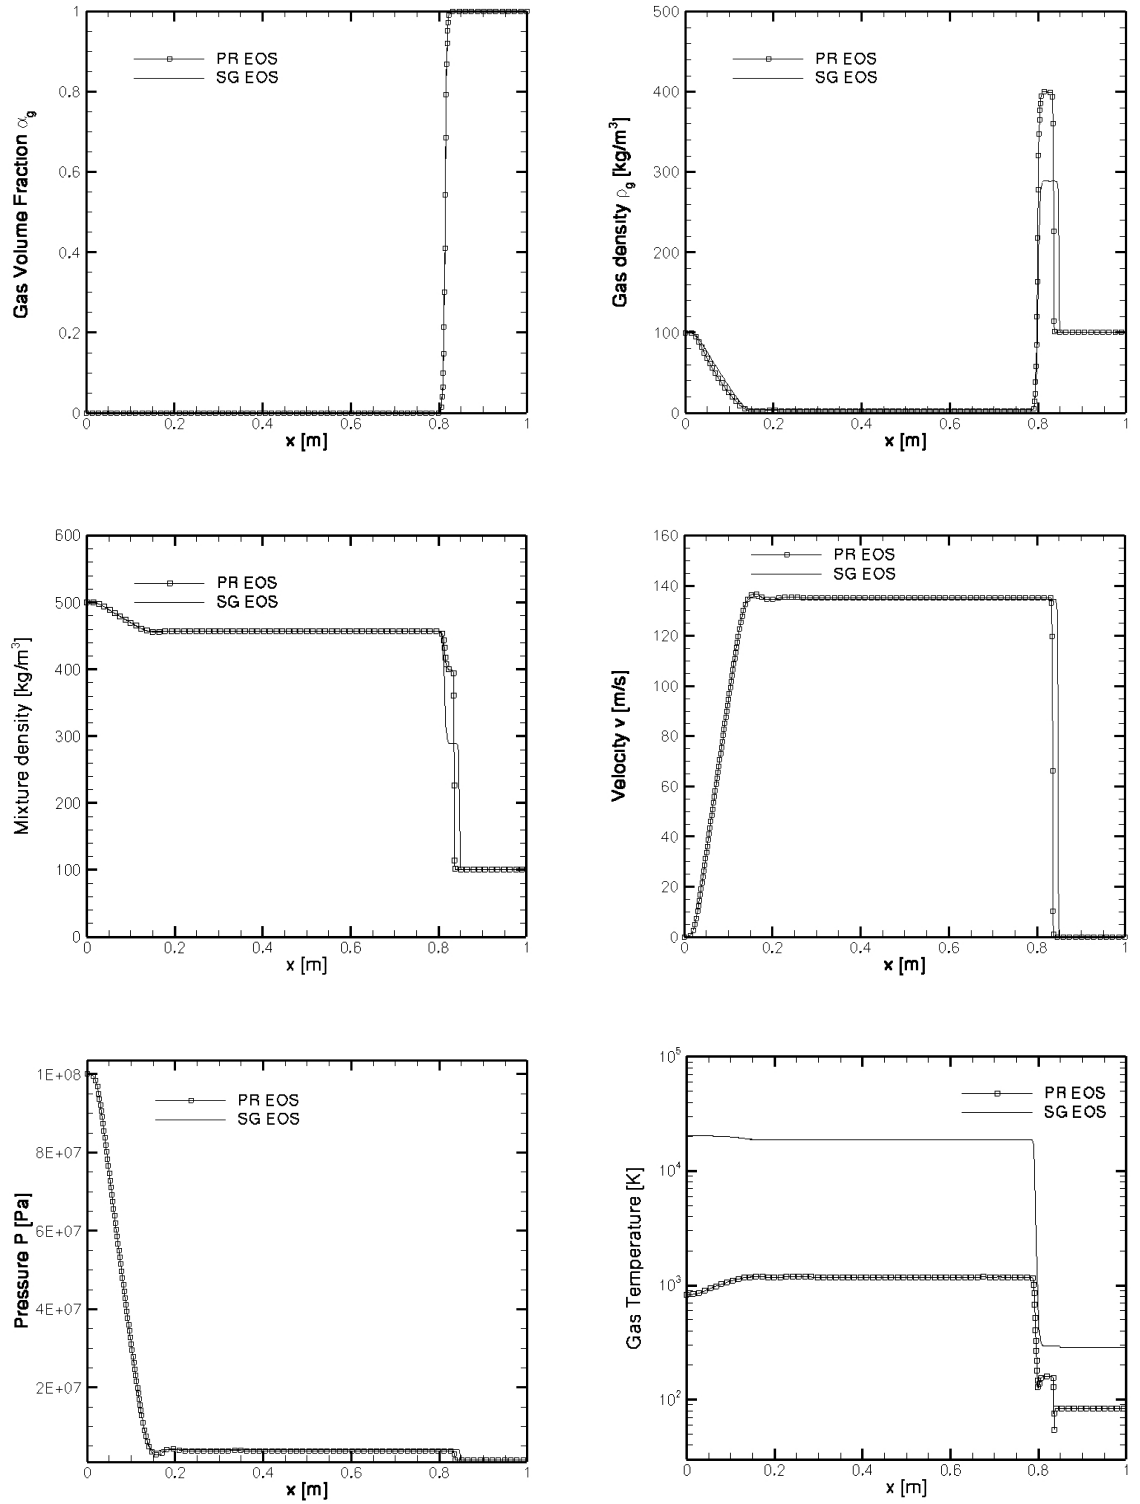 Gas Volume Fraction α_g
1
0.8
0.6
0.4
0.2
0
PR EOS
SG EOS
0 0.2 0.4 0.6 0.8 1
x [m]
Gas density ρ_g [kg/m^3]
500
400
300
200
100
0
PR EOS
SG EOS
0 0.2 0.4 0.6 0.8 1
x [m]
Mixture density [kg/m^3]
600
500
400
300
200
100
0
PR EOS
SG EOS
0 0.2 0.4 0.6 0.8 1
x [m]
Velocity v [m/s]
160
140
120
100
80
60
40
20
0
PR EOS
SG EOS
0 0.2 0.4 0.6 0.8 1
x [m]
Pressure P [Pa]
1E+08
8E+07
6E+07
4E+07
2E+07
PR EOS
SG EOS
0 0.2 0.4 0.6 0.8 1
x [m]
Gas Temperature [K]
10^5
10^4
10^3
10^2
PR EOS
SG EOS
0 0.2 0.4 0.6 0.8 1
x [m]